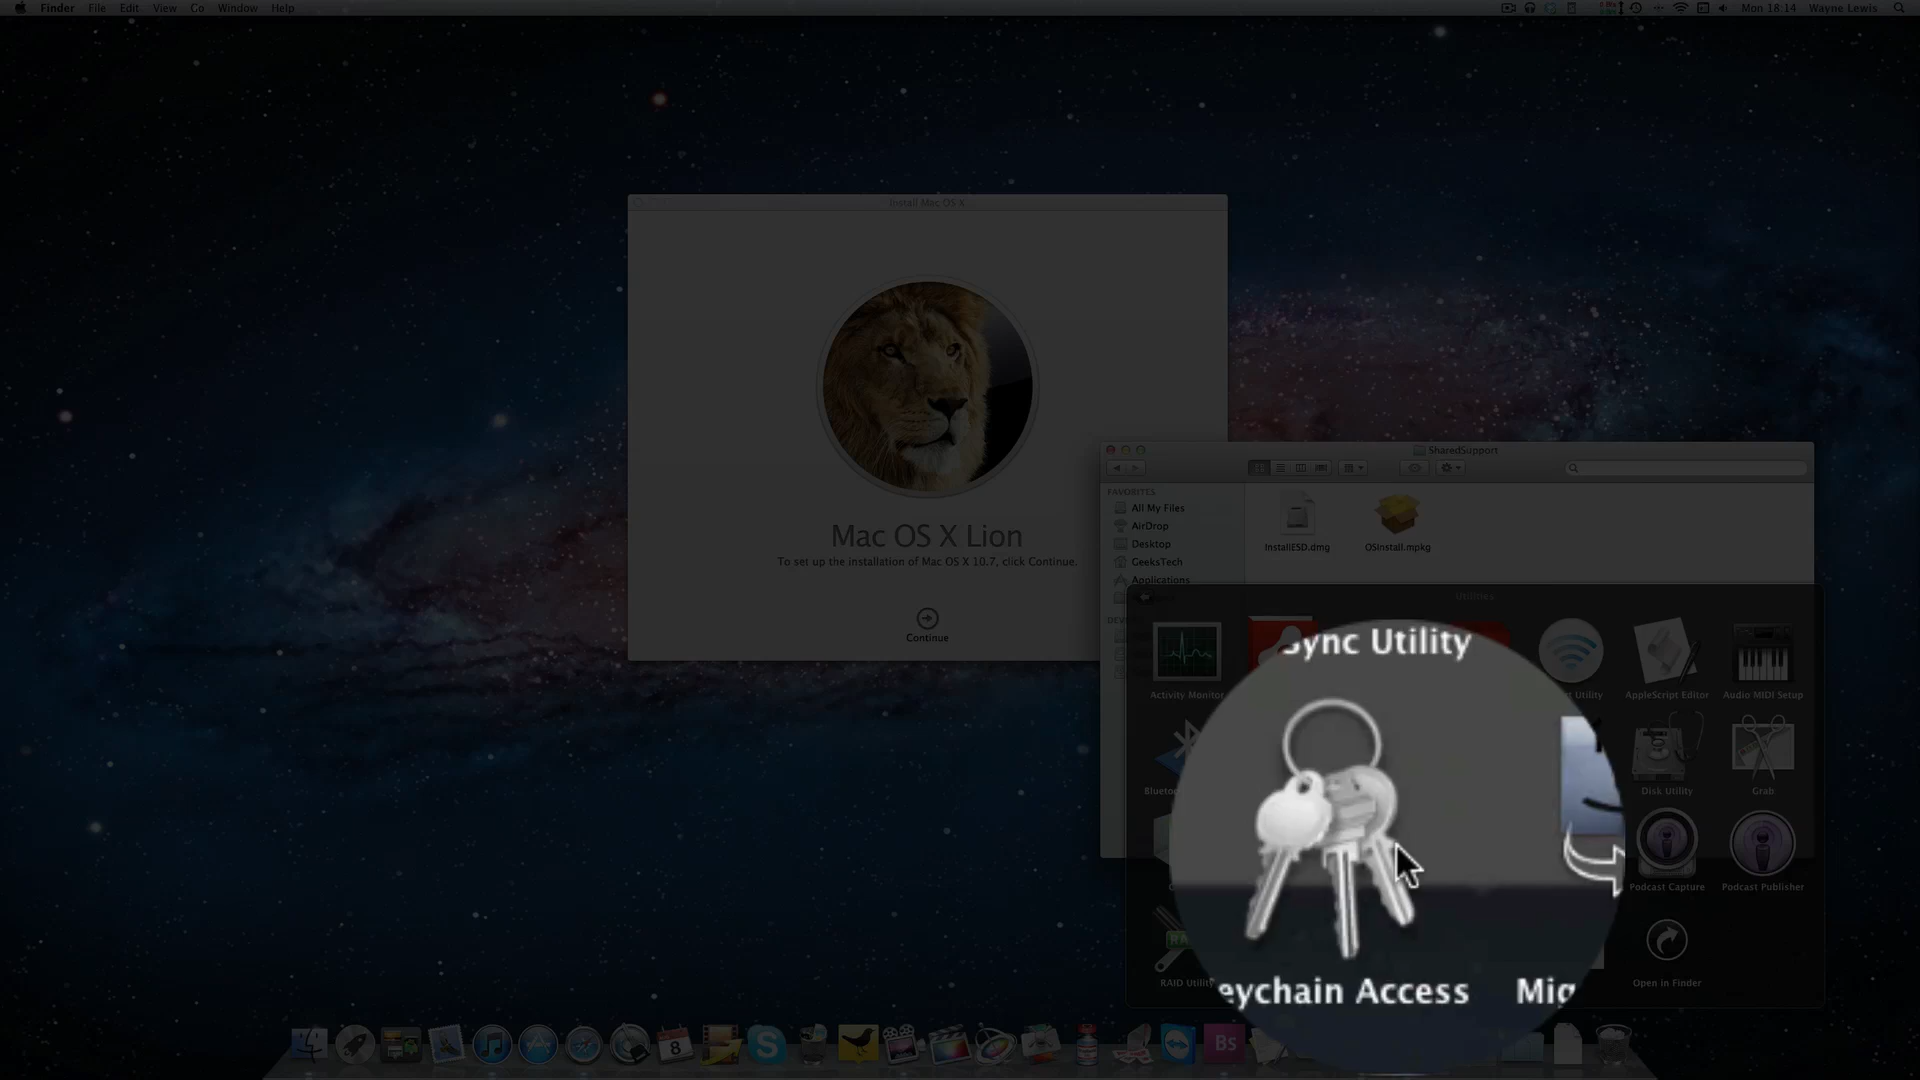 Finder File Edit View Go Window Help
Mon 18:14 Wayne Lewis
Install Mac OS X
Mac OS X Lion
To set up the installation of Mac OS X 10.7, click Continue.
Continue
SharedSupport
FAVORITES
All My Files
AirDrop
Desktop
GeeksTech
Applications
InstallESD.dmg OSInstall.mpkg
Utilities
Sync Utility
Activity Monitor
Utility AppleScript Editor Audio MIDI Setup
Disk Utility Grab
Podcast Capture Podcast Publisher
RAID Utility
eychain Access Mig
Open in Finder
8
Bs